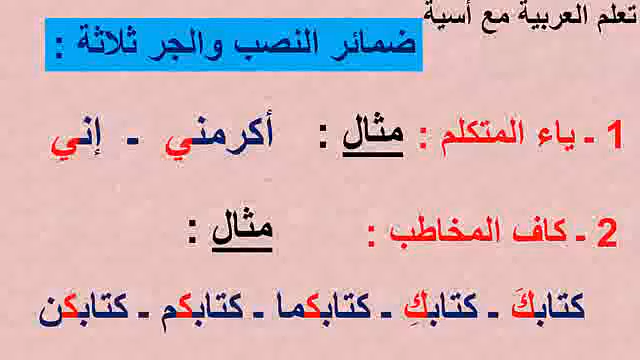 تعلم العربية مع أسية
ضمائر النصب والجر ثلاثة :
1 - ياء المتكلم : مثال : أكرمني - إني
2 - كاف المخاطب : مثال :
كتابكَ - كتابكِ - كتابكما - كتابكم - كتابكن